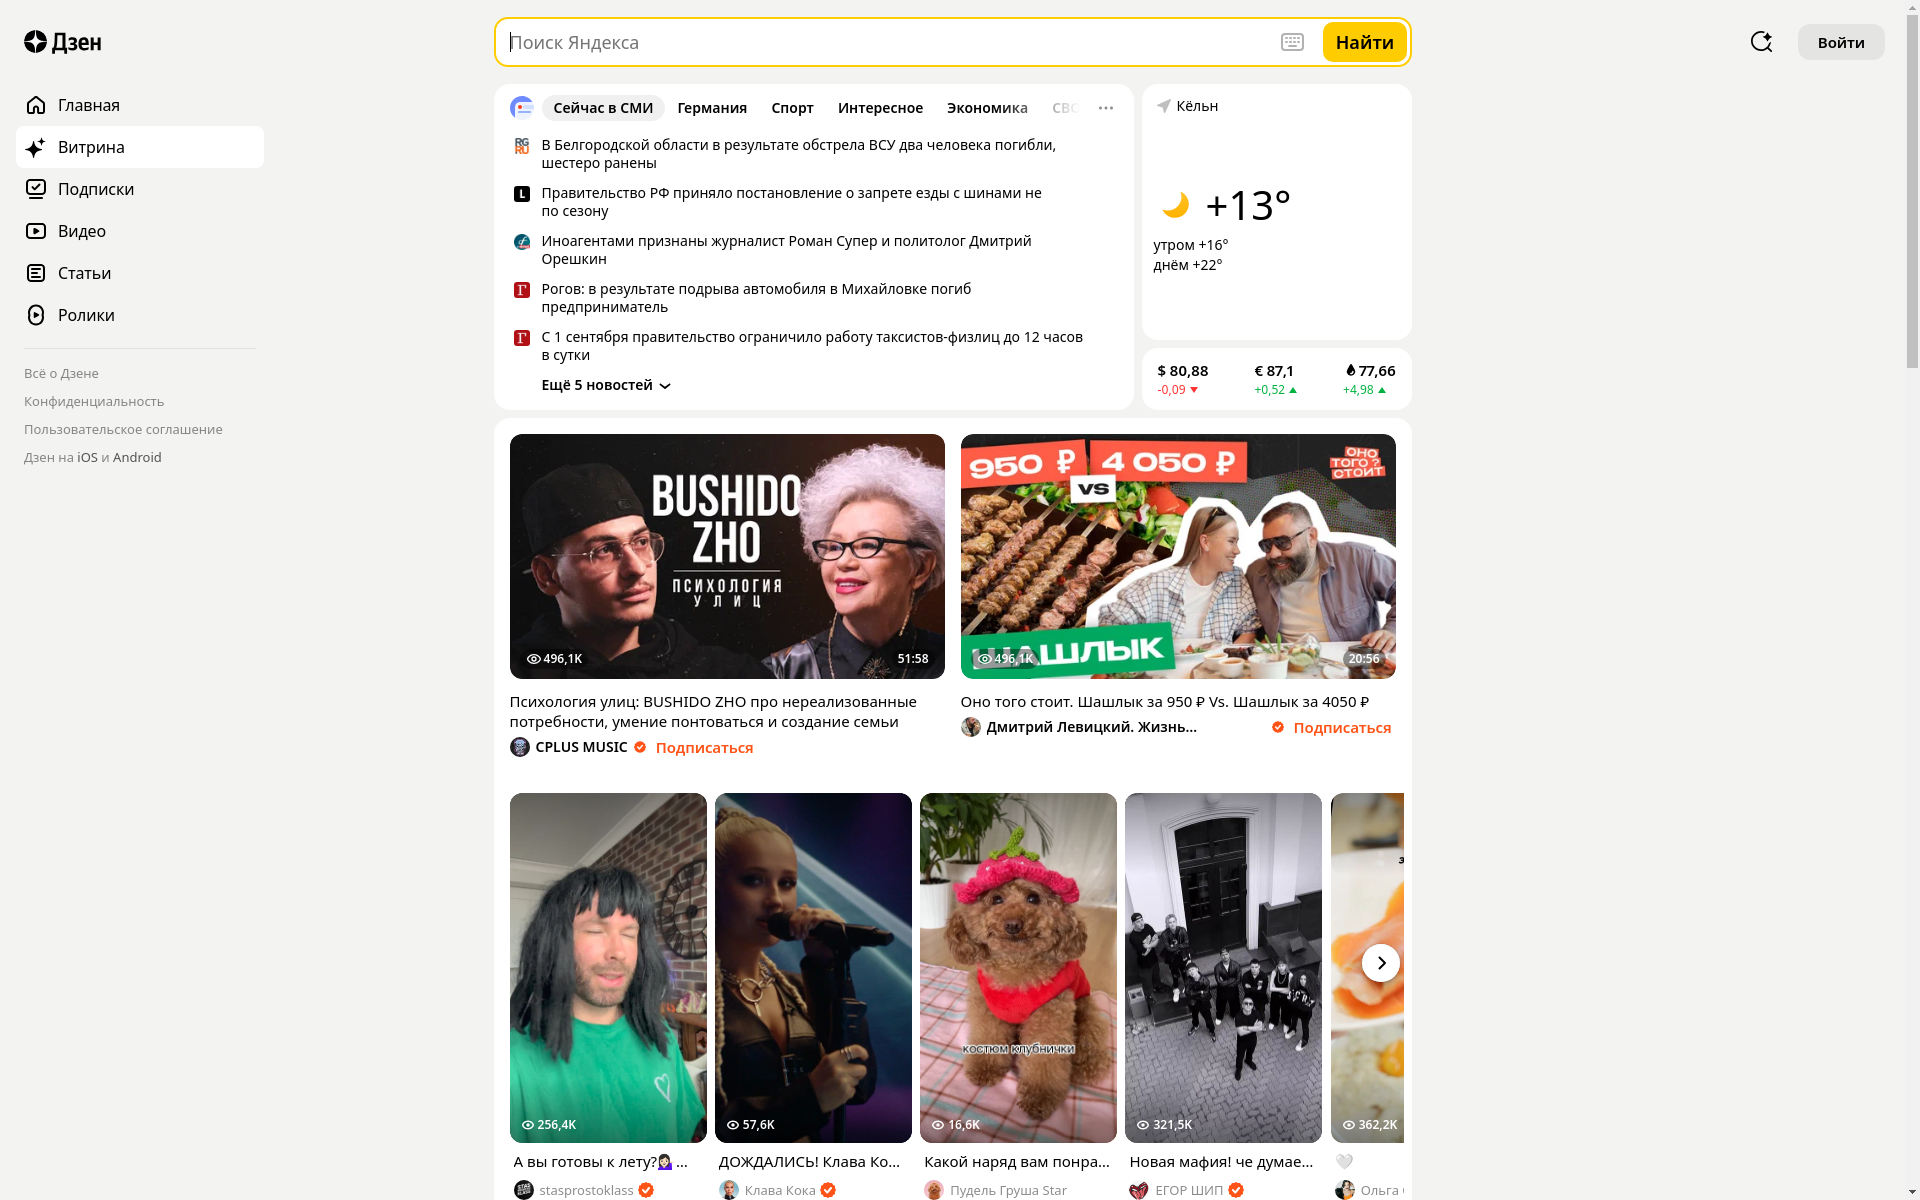 Дзен
Поиск Яндекса
Найти
Войти
Главная
Витрина
Подписки
Видео
Статьи
Ролики
Всё о Дзене
Конфиденциальность
Пользовательское соглашение
Дзен на iOS и Android
Сейчас в СМИ
Германия
Спорт
Интересное
Экономика
СВО
В Белгородской области в результате обстрела ВСУ два человека погибли,
шестеро ранены
Правительство РФ приняло постановление о запрете езды с шинами не
по сезону
Иноагентами признаны журналист Роман Супер и политолог Дмитрий
Орешкин
Рогов: в результате подрыва автомобиля в Михайловке погиб
предприниматель
С 1 сентября правительство ограничило работу таксистов-физлиц до 12 часов
в сутки
Ещё 5 новостей
Кёльн
+13°
утром +16°
днём +22°
$ 80,88
€ 87,1
77,66
-0,09
+0,52
+4,98
BUSHIDO
ZHO
ПСИХОЛОГИЯ
УЛИЦ
496,1K
51:58
950 ₽
4 050 ₽
VS
ОНО
ТОГО?
СТОИТ
ШАШЛЫК
496,1K
20:56
Психология улиц: BUSHIDO ZHO про нереализованные
потребности, умение понтоваться и создание семьи
CPLUS MUSIC
Подписаться
Оно того стоит. Шашлык за 950 ₽ Vs. Шашлык за 4050 ₽
Дмитрий Левицкий. Жизнь...
Подписаться
костюм клубнички
256,4K
57,6K
16,6K
321,5K
362,2K
А вы готовы к лету?💁🏻‍♀️ ...
ДОЖДАЛИСЬ! Клава Ко...
Какой наряд вам понра...
Новая мафия! че думае...
🤍
stasprostoklass
Клава Кока
Пудель Груша Star
ЕГОР ШИП
Ольга